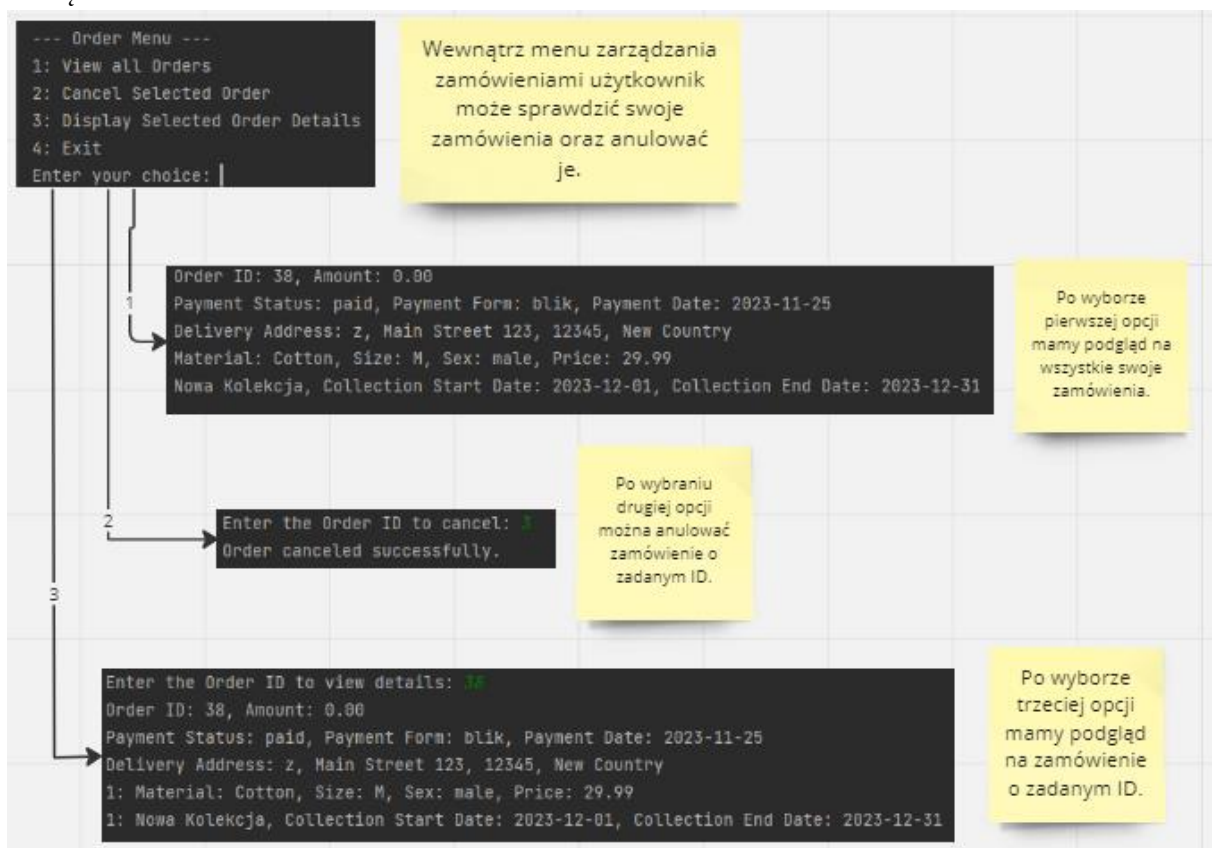 --- Order Menu ---
1: View all Orders
2: Cancel Selected Order
3: Display Selected Order Details
4: Exit
Enter your choice:
Wewnątrz menu zarządzania
zamówieniami użytkownik
może sprawdzić swoje
zamówienia oraz anulować
je.
1
Order ID: 38, Amount: 0.00
Payment Status: paid, Payment Form: blik, Payment Date: 2023-11-25
Delivery Address: z, Main Street 123, 12345, New Country
Material: Cotton, Size: M, Sex: male, Price: 29.99
Nowa Kolekcja, Collection Start Date: 2023-12-01, Collection End Date: 2023-12-31
Po wyborze
pierwszej opcji
mamy podgląd na
wszystkie swoje
zamówienia.
2
Enter the Order ID to cancel: 3
Order canceled successfully.
Po wybraniu
drugiej opcji
można anulować
zamówienie o
zadanym ID.
3
Enter the Order ID to view details: 38
Order ID: 38, Amount: 0.00
Payment Status: paid, Payment Form: blik, Payment Date: 2023-11-25
Delivery Address: z, Main Street 123, 12345, New Country
1: Material: Cotton, Size: M, Sex: male, Price: 29.99
1: Nowa Kolekcja, Collection Start Date: 2023-12-01, Collection End Date: 2023-12-31
Po wyborze
trzeciej opcji
mamy podgląd
na zamówienie
o zadanym ID.